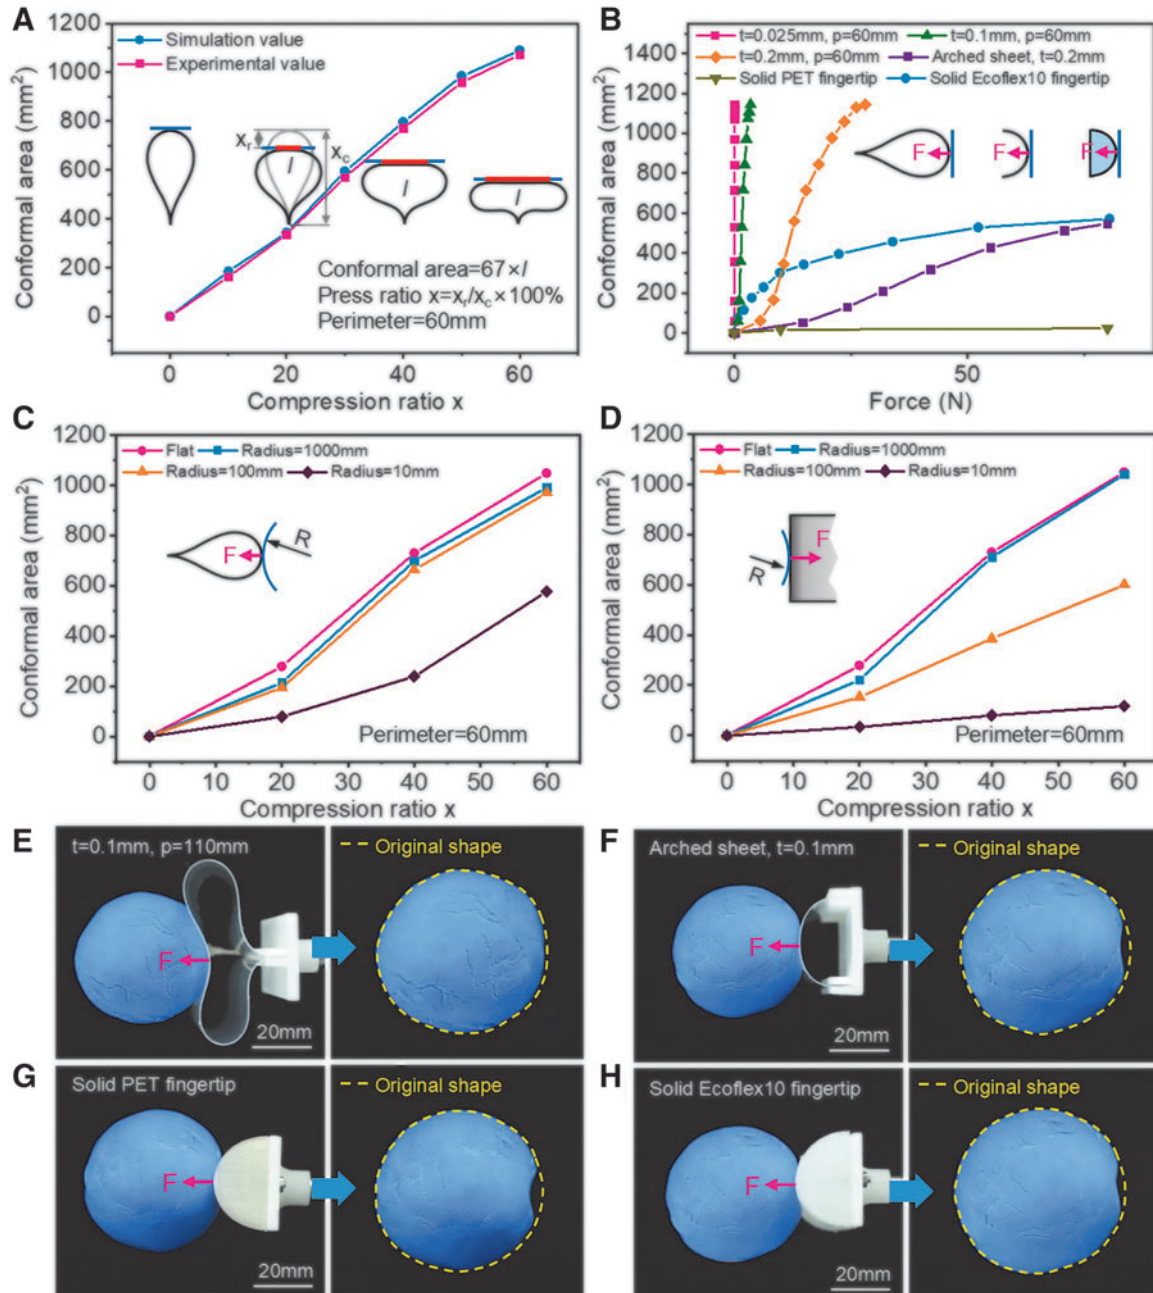 A
Conformal area (mm²)
1200
1000
800
600
400
200
0
Simulation value
Experimental value
xr
xc
l
l
l
Conformal area=67×l
Press ratio x=xr/xc×100%
Perimeter=60mm
0 20 40 60
Compression ratio x
B
Conformal area (mm²)
1400
1200
1000
800
600
400
200
0
t=0.025mm, p=60mm
t=0.1mm, p=60mm
t=0.2mm, p=60mm
Arched sheet, t=0.2mm
Solid PET fingertip
Solid Ecoflex10 fingertip
F
F
F
0 50
Force (N)
C
Conformal area (mm²)
1200
1000
800
600
400
200
0
Flat
Radius=1000mm
Radius=100mm
Radius=10mm
F
R
Perimeter=60mm
0 10 20 30 40 50 60
Compression ratio x
D
Conformal area (mm²)
1200
1000
800
600
400
200
0
Flat
Radius=1000mm
Radius=100mm
Radius=10mm
F
R
Perimeter=60mm
0 10 20 30 40 50 60
Compression ratio x
E
t=0.1mm, p=110mm
F
20mm
Original shape
F
Arched sheet, t=0.1mm
F
20mm
Original shape
G
Solid PET fingertip
F
20mm
Original shape
H
Solid Ecoflex10 fingertip
F
20mm
Original shape